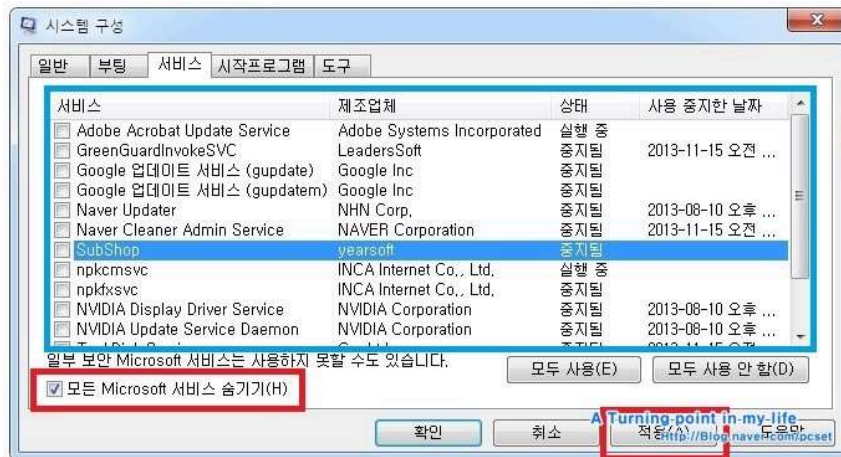 시스템 구성
일반 부팅 서비스 시작프로그램 도구
서비스 제조업체 상태 사용 중지한 날짜
Adobe Acrobat Update Service Adobe Systems Incorporated 실행 중
GreenGuardInvokeSVC LeadersSoft 중지됨 2013-11-15 오전 ...
Google 업데이트 서비스 (gupdate) Google Inc 중지됨
Google 업데이트 서비스 (gupdatem) Google Inc 중지됨
Naver Updater NHN Corp. 중지됨 2013-08-10 오후 ...
Naver Cleaner Admin Service NAVER Corporation 중지됨 2013-11-15 오전 ...
SubShop yearsoft 중지됨
npkcmsvc INCA Internet Co., Ltd. 실행 중
npkfxsvc INCA Internet Co., Ltd. 중지됨
NVIDIA Display Driver Service NVIDIA Corporation 중지됨 2013-08-10 오후 ...
NVIDIA Update Service Daemon NVIDIA Corporation 중지됨 2013-08-10 오후 ...
일부 보안 Microsoft 서비스는 사용하지 못할 수도 있습니다.
모두 사용(E) 모두 사용 안 함(D)
모든 Microsoft 서비스 숨기기(H)
확인 취소 적용(A) 도움말
A Turning point in my life
Http://Blog.naver.com/pcset